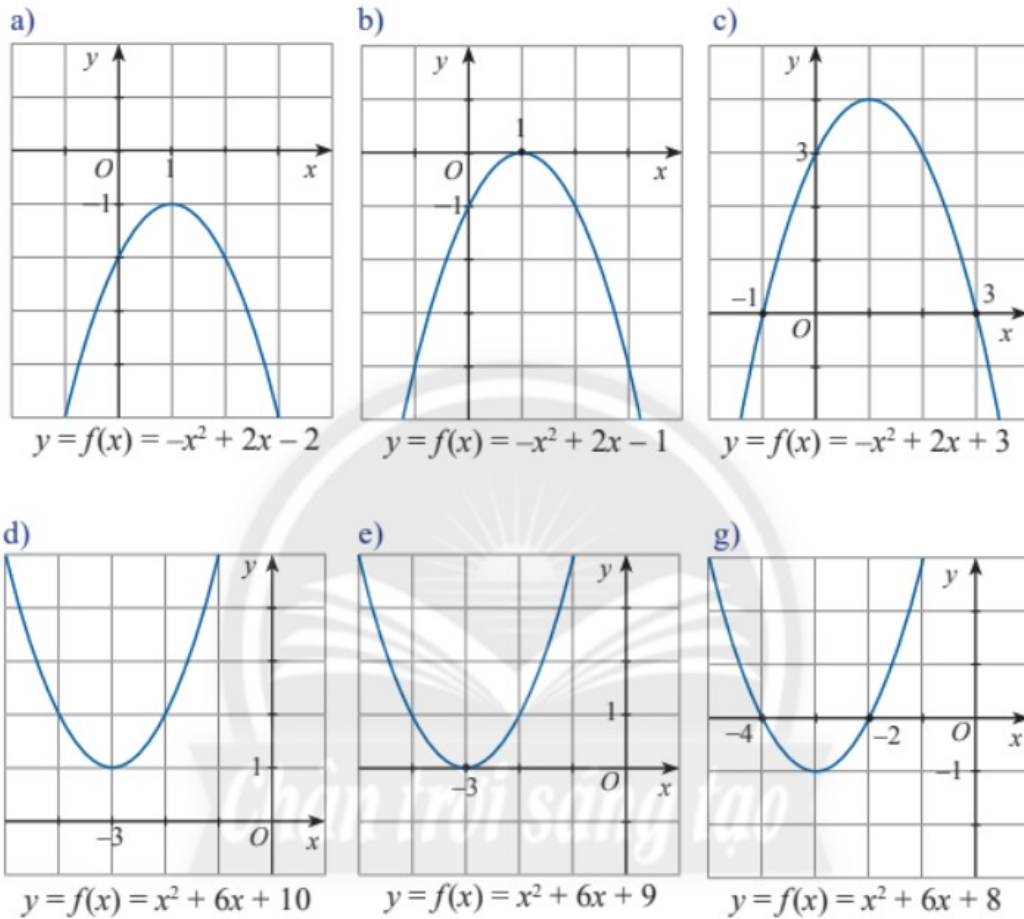 a)
y
O
1
x
–1
y = f(x) = –x² + 2x – 2
b)
y
1
O
x
–1
y = f(x) = –x² + 2x – 1
c)
y
3
–1
3
O
x
y = f(x) = –x² + 2x + 3
d)
y
1
–3
O
x
y = f(x) = x² + 6x + 10
e)
y
1
–3
O
x
y = f(x) = x² + 6x + 9
g)
y
–4
–2
O
x
–1
y = f(x) = x² + 6x + 8
Chân trời sáng tạo